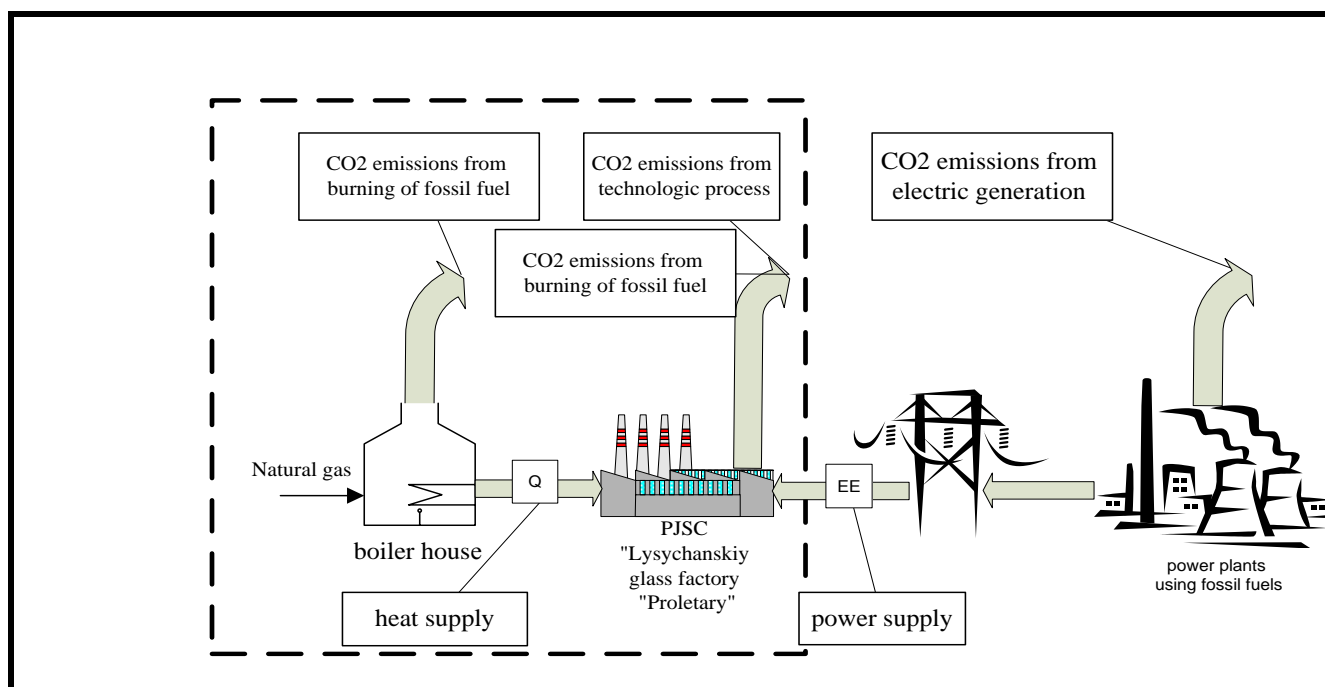 CO2 emissions from
burning of fossil fuel
CO2 emissions from
technologic process
CO2 emissions from
electric generation
CO2 emissions from
burning of fossil fuel
Natural gas
Q
EE
boiler house
PJSC
"Lysychanskiy
glass factory
"Proletary"
power plants
using fossil fuels
heat supply
power supply